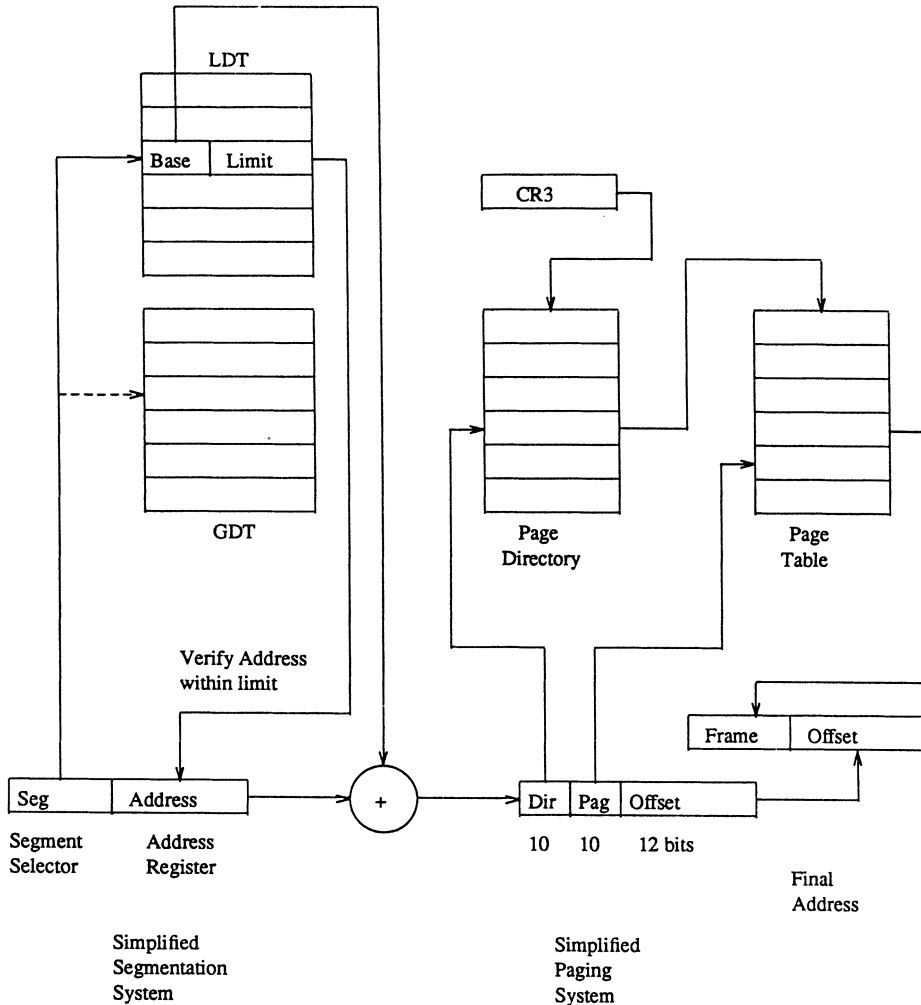 LDT
Base Limit
CR3
GDT
Page
Directory
Page
Table
Verify Address
within limit
Frame Offset
Seg Address
+
Dir Pag Offset
Segment
Selector
Address
Register
10 10 12 bits
Final
Address
Simplified
Segmentation
System
Simplified
Paging
System